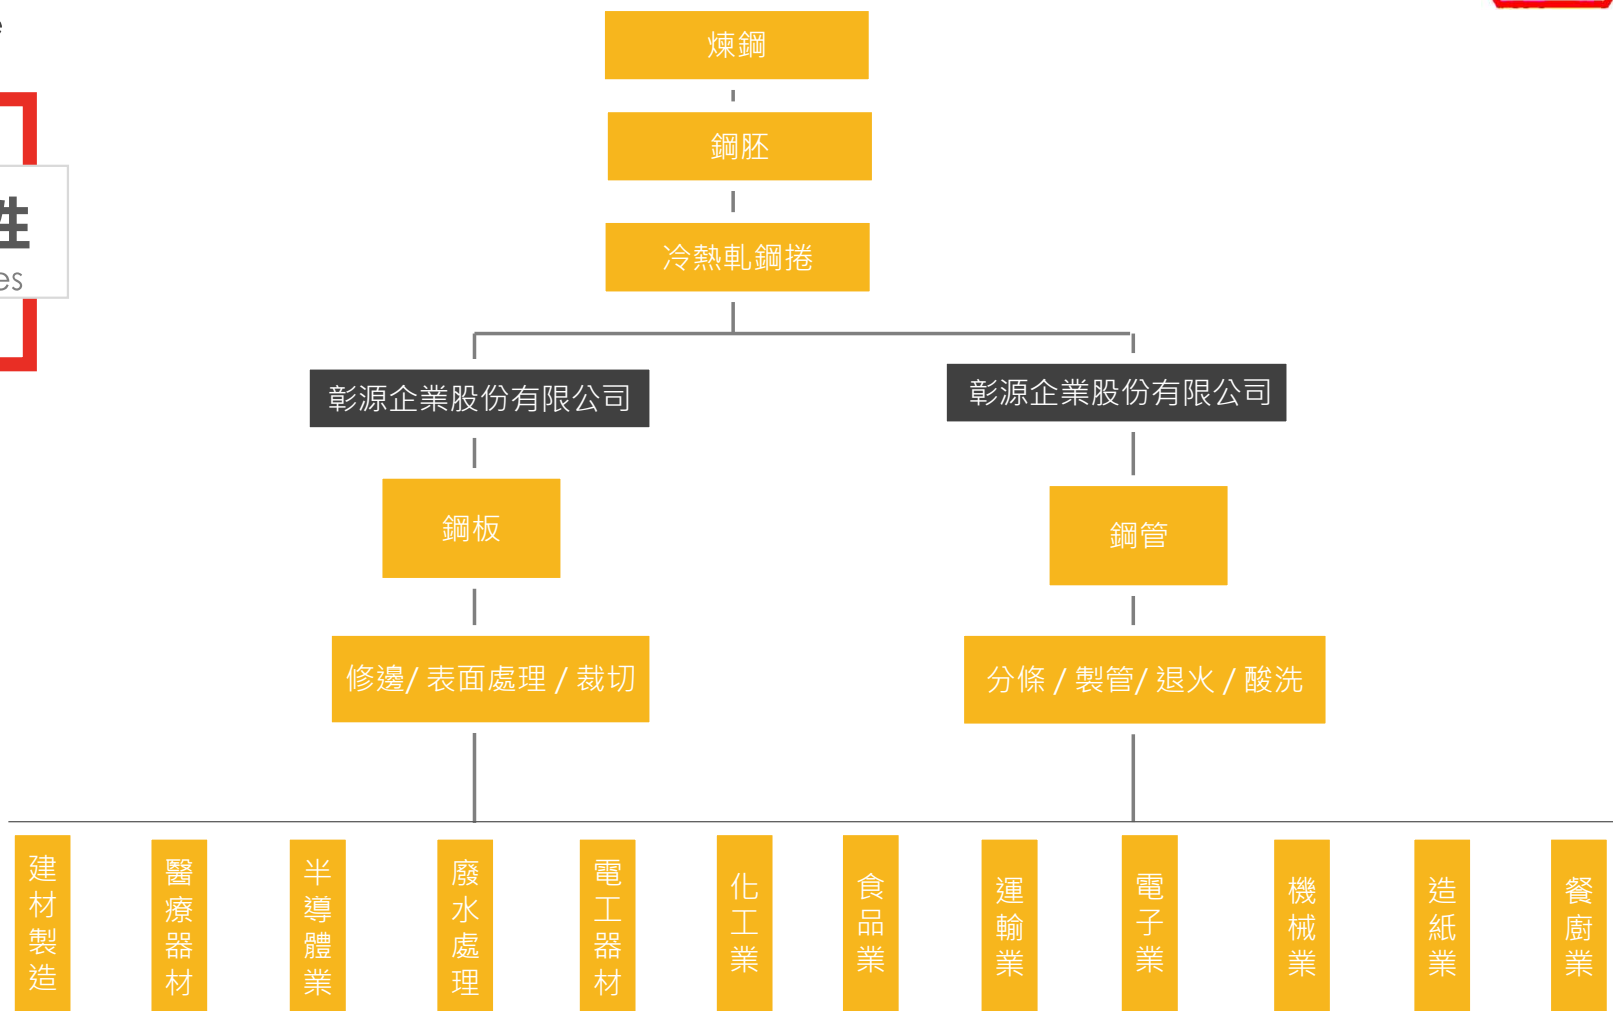 煉鋼
鋼胚
冷熱軋鋼捲
彰源企業股份有限公司
彰源企業股份有限公司
鋼板
鋼管
修邊/ 表面處理 / 裁切
分條 / 製管/ 退火 / 酸洗
建材製造
醫療器材
半導體業
廢水處理
電工器材
化工業
食品業
運輸業
電子業
機械業
造紙業
餐廚業
性
es
e